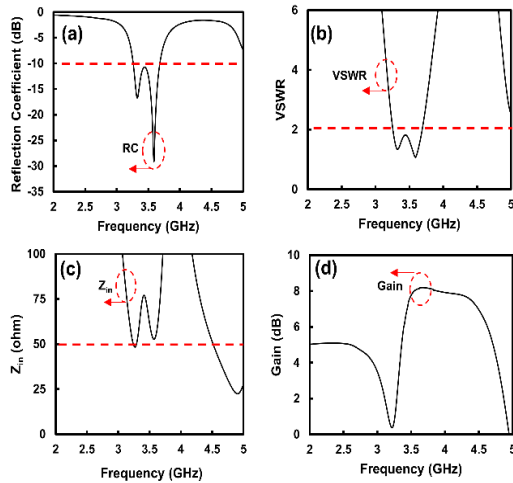 (a)
Reflection Coefficient (dB)
0
-5
-10
-15
-20
-25
-30
-35
RC
2 2.5 3 3.5 4 4.5 5
Frequency (GHz)
(b)
VSWR
6
4
2
0
VSWR
2 2.5 3 3.5 4 4.5 5
Frequency (GHz)
(c)
Zin (ohm)
100
75
50
25
0
Zin
2 2.5 3 3.5 4 4.5 5
Frequency (GHz)
(d)
Gain (dB)
10
8
6
4
2
0
Gain
2 2.5 3 3.5 4 4.5 5
Frequency (GHz)